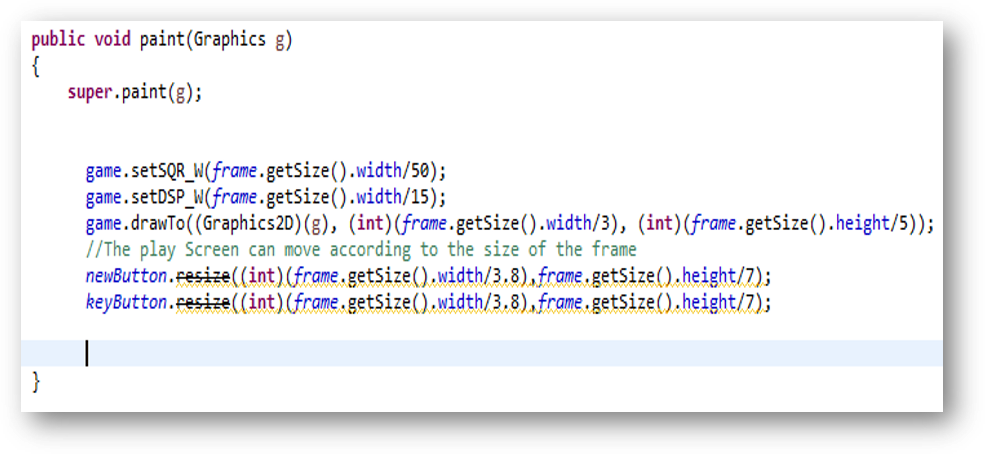 public void paint(Graphics g)
{
super.paint(g);
game.setSQR_W(frame.getSize().width/50);
game.setDSP_W(frame.getSize().width/15);
game.drawTo((Graphics2D)(g), (int)(frame.getSize().width/3), (int)(frame.getSize().height/5));
//The play Screen can move according to the size of the frame
newButton.resize((int)(frame.getSize().width/3.8),frame.getSize().height/7);
keyButton.resize((int)(frame.getSize().width/3.8),frame.getSize().height/7);
}